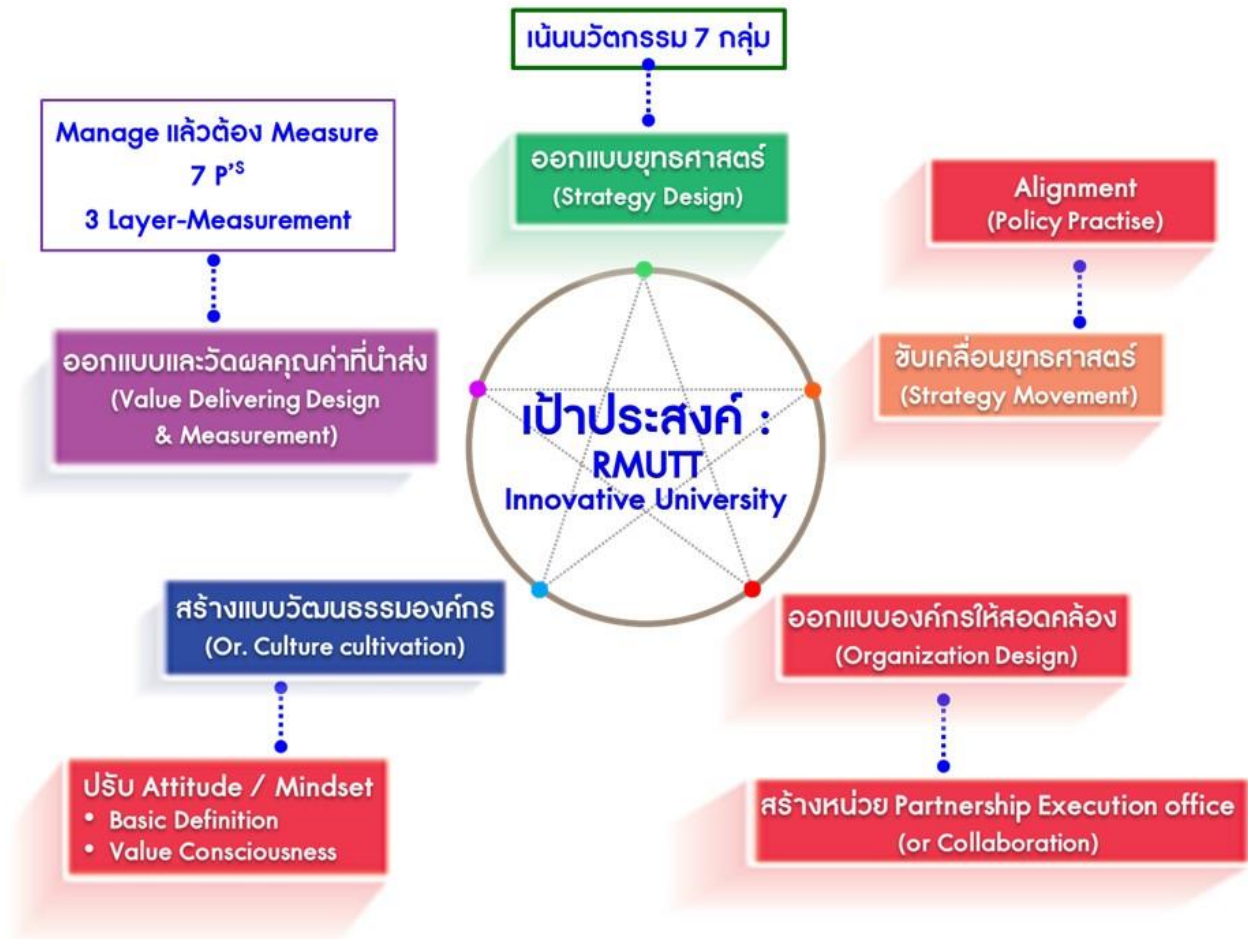 เน้นนวัตกรรม 7 กลุ่ม
Manage แล้วต้อง Measure
7 P'S
3 Layer-Measurement
ออกแบบยุทธศาสตร์
(Strategy Design)
Alignment
(Policy Practise)
ออกแบบและวัดผลคุณค่าที่นำส่ง
(Value Delivering Design
& Measurement)
ขับเคลื่อนยุทธศาสตร์
(Strategy Movement)
เป้าประสงค์ :
RMUTT
Innovative University
สร้างแบบวัฒนธรรมองค์กร
(Or. Culture cultivation)
ออกแบบองค์กรให้สอดคล้อง
(Organization Design)
ปรับ Attitude / Mindset
• Basic Definition
• Value Consciousness
สร้างหน่วย Partnership Execution office
(or Collaboration)